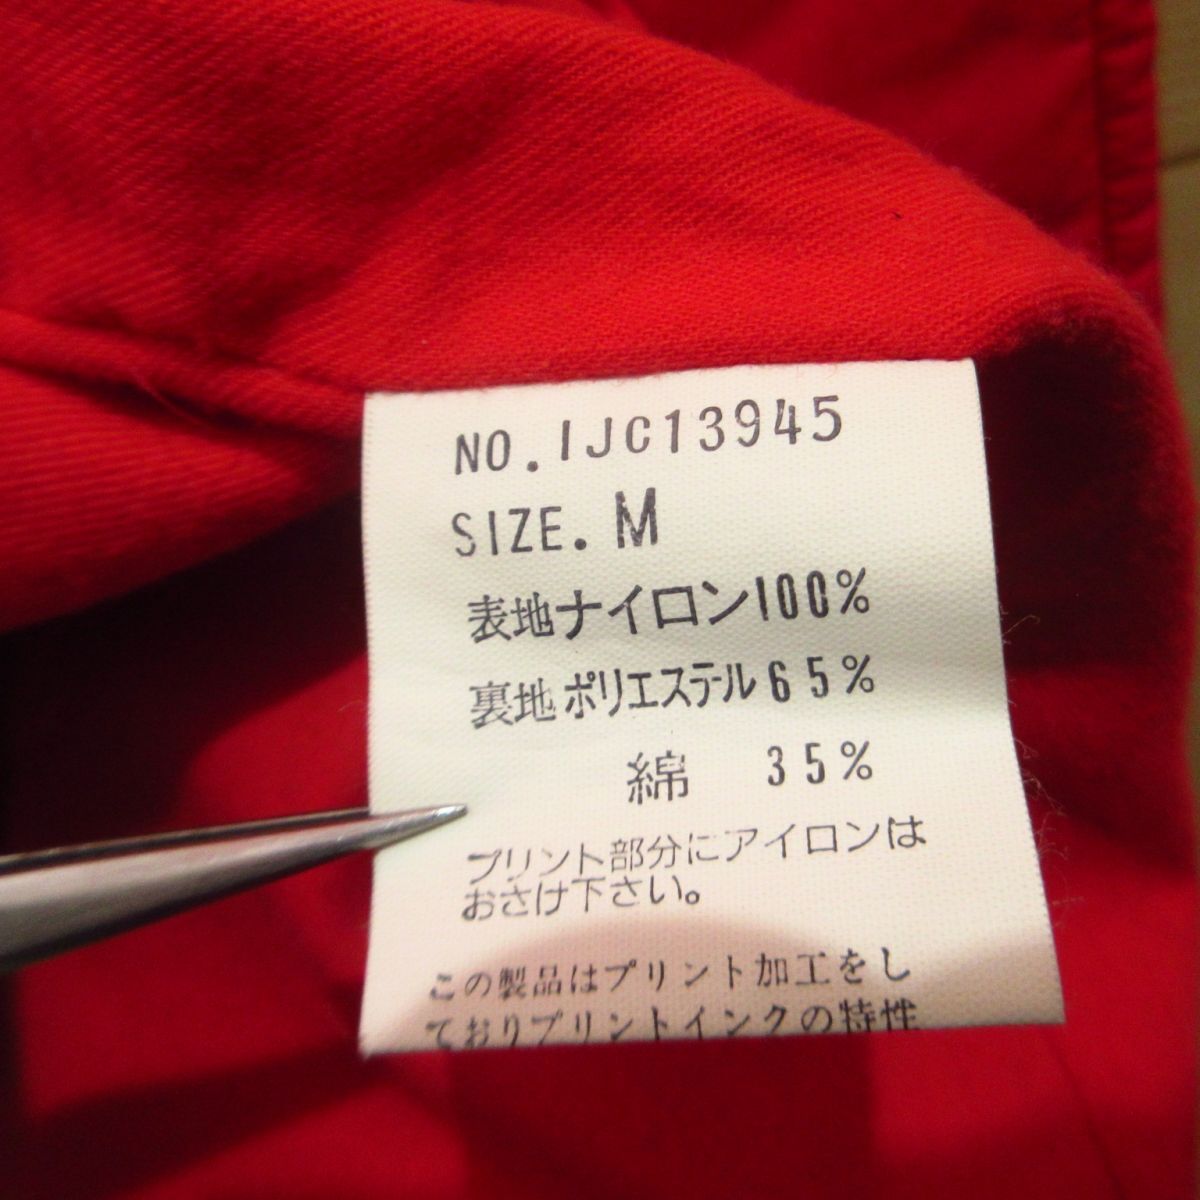 NO.IJC13945
SIZE.M
表地ナイロン100%
裏地ポリエステル65%
綿 35%
プリント部分にアイロンは
おさけ下さい。
この製品はプリント加工をし
ておりプリントインクの特性